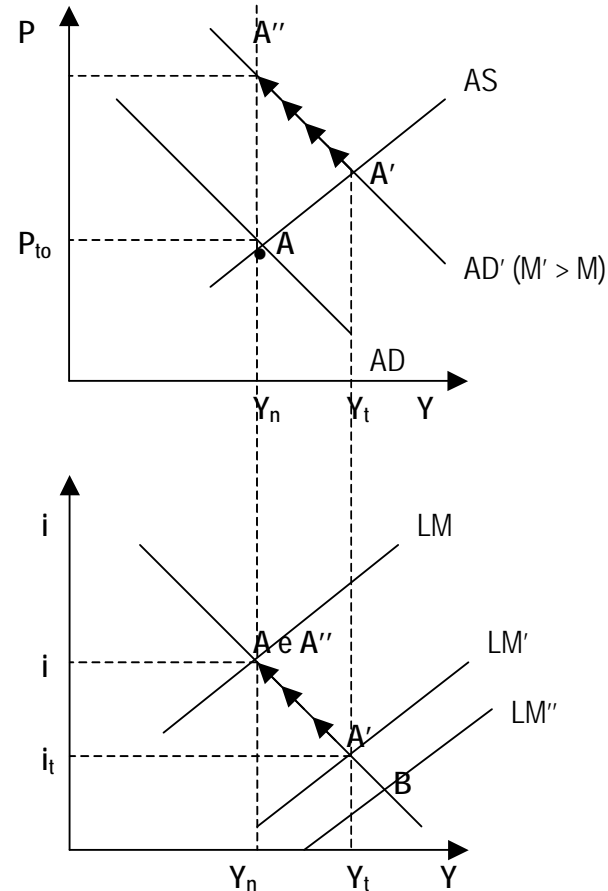 P
A″
AS
A′
P_to
A
AD′ (M′ > M)
AD
Y_n Y_t Y
i
LM
A e A″
LM′
i
LM″
A′
i_t
B
Y_n Y_t Y